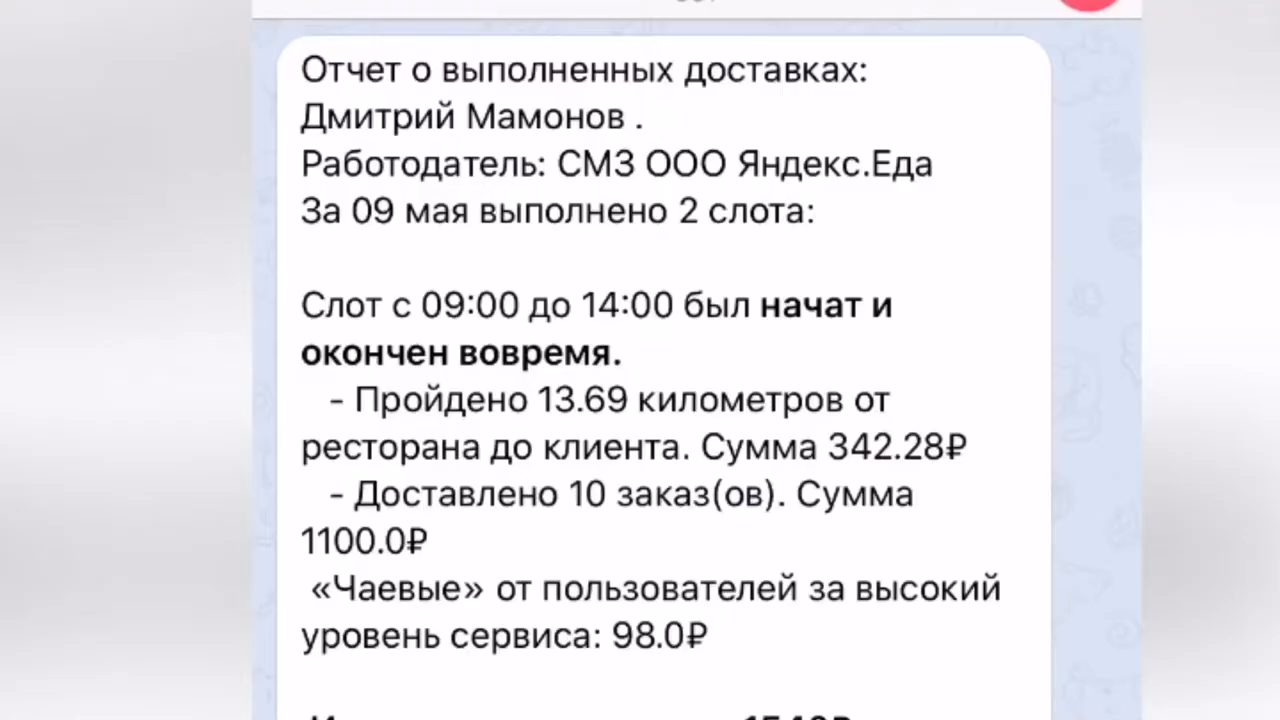 Отчет о выполненных доставках:
Дмитрий Мамонов .
Работодатель: СМЗ ООО Яндекс.Еда
За 09 мая выполнено 2 слота:
Слот с 09:00 до 14:00 был начат и
окончен вовремя.
- Пройдено 13.69 километров от
ресторана до клиента. Сумма 342.28₽
- Доставлено 10 заказ(ов). Сумма
1100.0₽
«Чаевые» от пользователей за высокий
уровень сервиса: 98.0₽